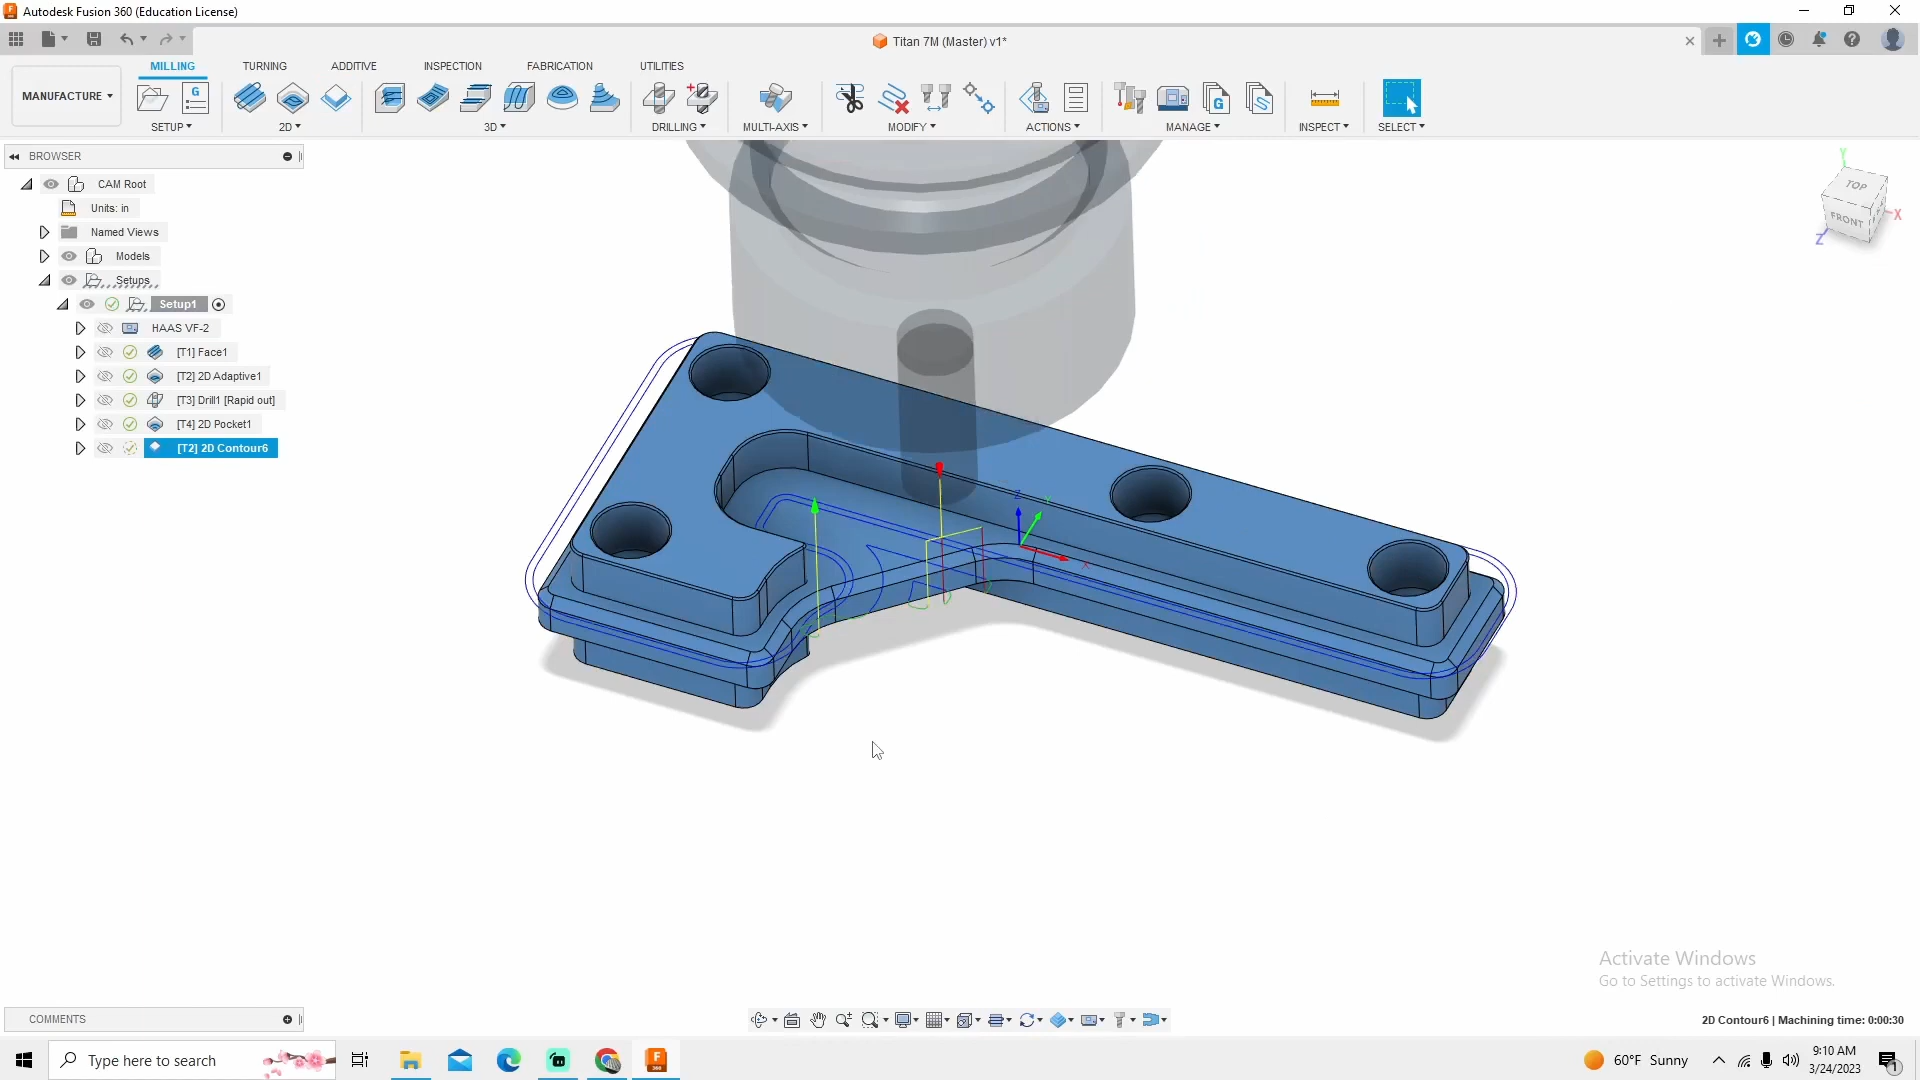 Autodesk Fusion 360 (Education License)
Titan 7M (Master) v1*
MILLING TURNING ADDITIVE INSPECTION FABRICATION UTILITIES
MANUFACTURE
SETUP 2D 3D DRILLING MULTI-AXIS MODIFY ACTIONS MANAGE INSPECT SELECT
BROWSER
CAM Root
Units: in
Named Views
Models
Setups
Setup1
HAAS VF-2
[T1] Face1
[T2] 2D Adaptive1
[T3] Drill1 [Rapid out]
[T4] 2D Pocket1
[T2] 2D Contour6
Y
TOP
FRONT
X
Z
Z
Y
X
Activate Windows
Go to Settings to activate Windows.
COMMENTS
2D Contour6 | Machining time: 0:00:30
Type here to search
60°F Sunny
9:10 AM
3/24/2023